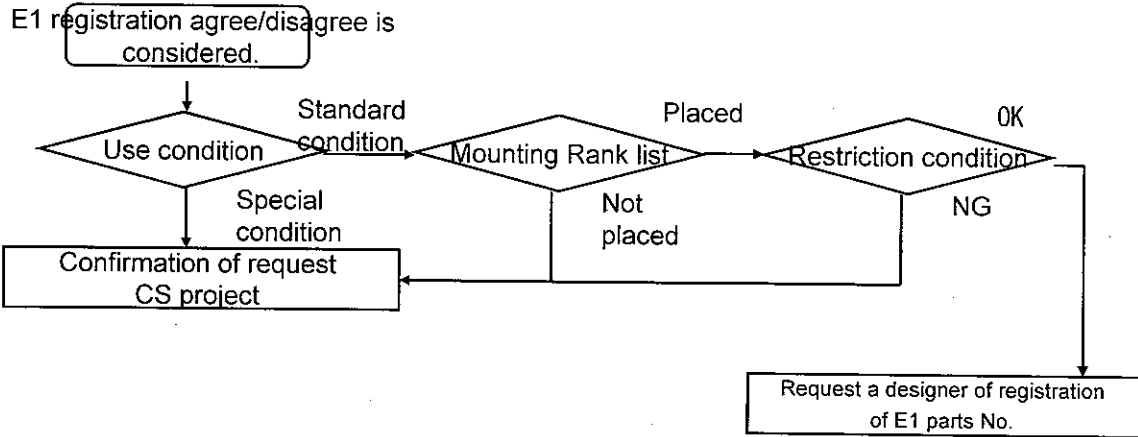 E1 registration agree/disagree is
considered.
Use condition
Standard
condition
Mounting Rank list
Placed
Restriction condition
OK
Special
condition
Not
placed
NG
Confirmation of request
CS project
Request a designer of registration
of E1 parts No.